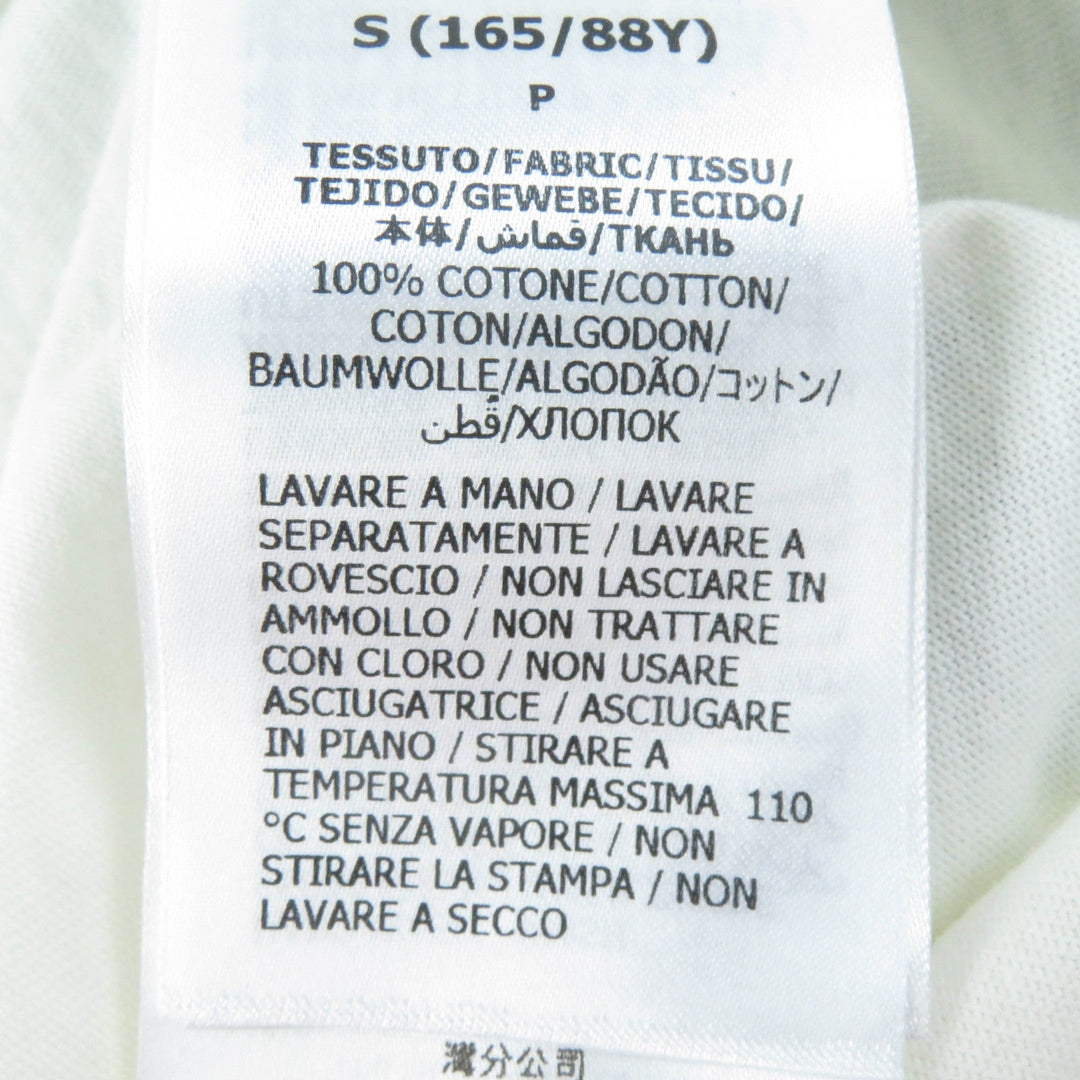 S (165/88Y)
P
TESSUTO/FABRIC/TISSU/
TEJIDO/GEWEBE/TECIDO/
本体/قماش/ТКАНЬ
100% COTONE/COTTON/
COTON/ALGODON/
BAUMWOLLE/ALGODÃO/コットン/
قُطن/ХЛОПОК
LAVARE A MANO / LAVARE
SEPARATAMENTE / LAVARE A
ROVESCIO / NON LASCIARE IN
AMMOLLO / NON TRATTARE
CON CLORO / NON USARE
ASCIUGATRICE / ASCIUGARE
IN PIANO / STIRARE A
TEMPERATURA MASSIMA 110
°C SENZA VAPORE / NON
STIRARE LA STAMPA / NON
LAVARE A SECCO
灣分公司